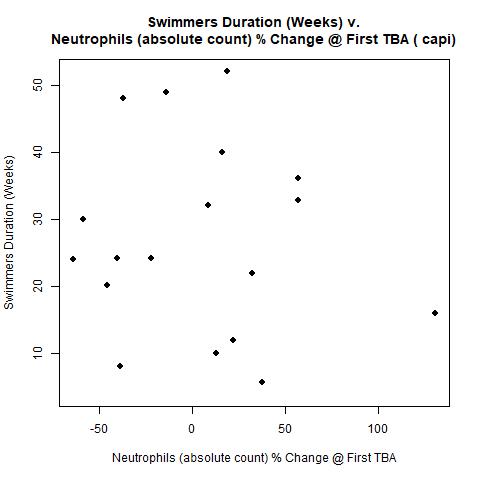 Swimmers Duration (Weeks) v.
Neutrophils (absolute count) % Change @ First TBA ( capi)
Swimmers Duration (Weeks)
50
40
30
20
10
-50
0
50
100
Neutrophils (absolute count) % Change @ First TBA